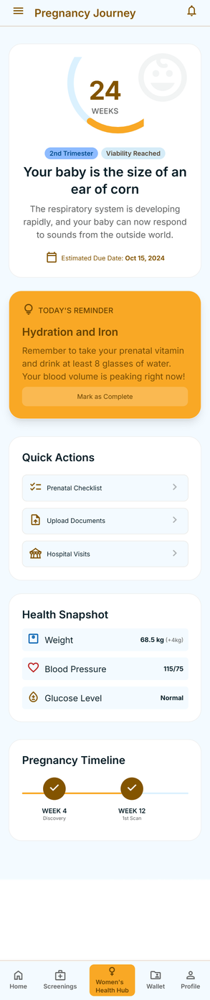 Pregnancy Journey
24
WEEKS
2nd Trimester
Viability Reached
Your baby is the size of an
ear of corn
The respiratory system is developing
rapidly, and your baby can now respond
to sounds from the outside world.
Estimated Due Date: Oct 15, 2024
TODAY'S REMINDER
Hydration and Iron
Remember to take your prenatal vitamin
and drink at least 8 glasses of water.
Your blood volume is peaking right now!
Mark as Complete
Quick Actions
Prenatal Checklist
Upload Documents
Hospital Visits
Health Snapshot
Weight 68.5 kg (+4kg)
Blood Pressure 115/75
Glucose Level Normal
Pregnancy Timeline
WEEK 4 WEEK 12
Discovery 1st Scan
Home
Screenings
Women's
Health Hub
Wallet
Profile